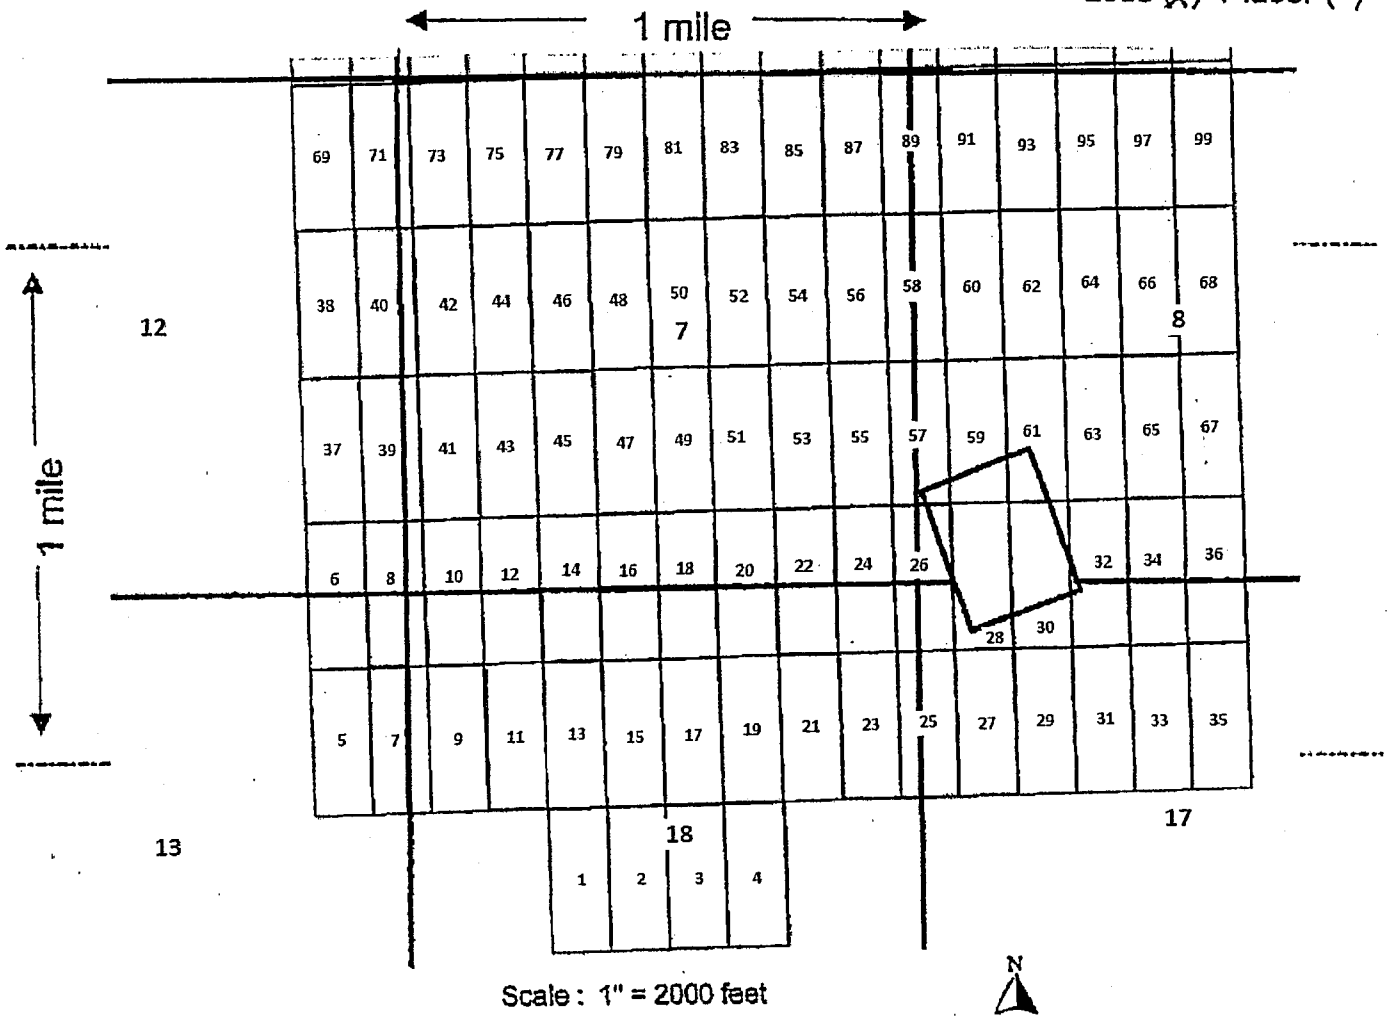 1 mile
69 71 73 75 77 79 81 83 85 87 89 91 93 95 97 99
38 40 42 44 46 48 50 52 54 56 58 60 62 64 66 68
12 7 8
37 39 41 43 45 47 49 51 53 55 57 59 61 63 65 67
1 mile
6 8 10 12 14 16 18 20 22 24 26 32 34 36
28 30
5 7 9 11 13 15 17 19 21 23 25 27 29 31 33 35
13 18 17
1 2 3 4
N
Scale: 1" = 2000 feet